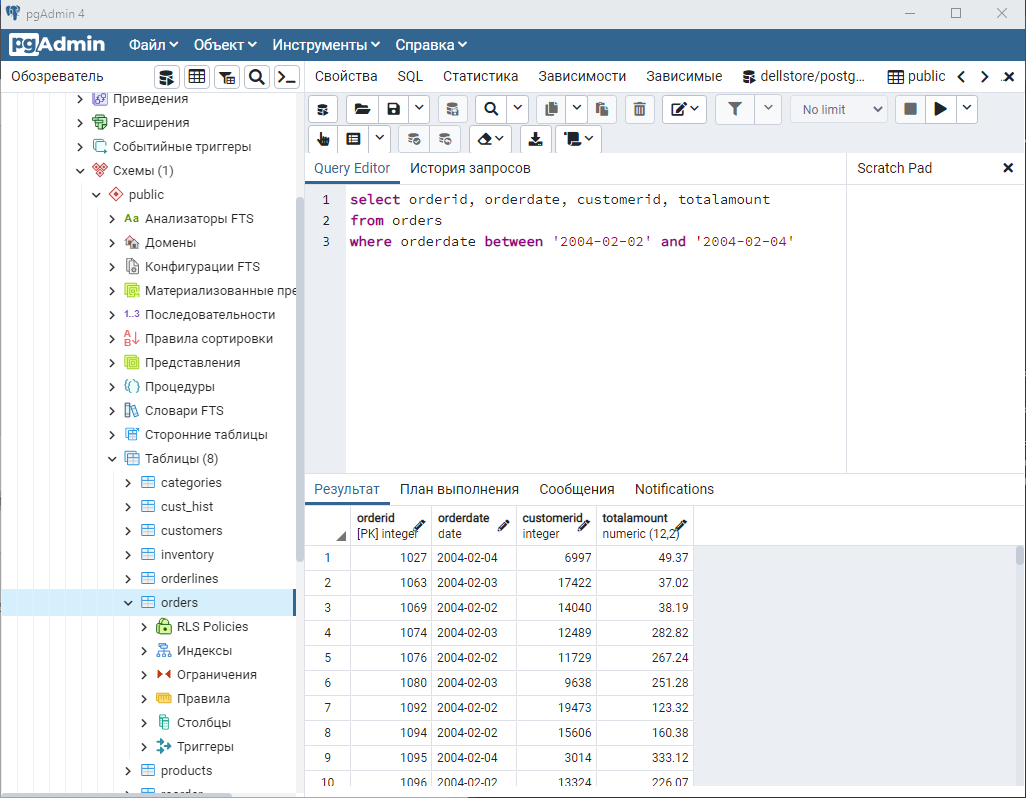 pgAdmin 4
pgAdmin Файл Объект Инструменты Справка
Обозреватель
Свойства SQL Статистика Зависимости Зависимые dellstore/postg... public
No limit
Приведения
Расширения
Событийные триггеры
Схемы (1)
public
Aa Анализаторы FTS
Домены
Конфигурации FTS
Материализованные пре
1..3 Последовательности
Правила сортировки
Представления
Процедуры
Словари FTS
Сторонние таблицы
Таблицы (8)
categories
cust_hist
customers
inventory
orderlines
orders
RLS Policies
Индексы
Ограничения
Правила
Столбцы
Триггеры
products
Query Editor История запросов
Scratch Pad
1 select orderid, orderdate, customerid, totalamount
2 from orders
3 where orderdate between '2004-02-02' and '2004-02-04'
Результат План выполнения Сообщения Notifications
orderid orderdate customerid totalamount
[PK] integer date integer numeric (12,2)
1 1027 2004-02-04 6997 49.37
2 1063 2004-02-03 17422 37.02
3 1069 2004-02-02 14040 38.19
4 1074 2004-02-03 12489 282.82
5 1076 2004-02-02 11729 267.24
6 1080 2004-02-03 9638 251.28
7 1092 2004-02-02 19473 123.32
8 1094 2004-02-02 15606 160.38
9 1095 2004-02-04 3014 333.12
10 1096 2004-02-02 13324 226.07